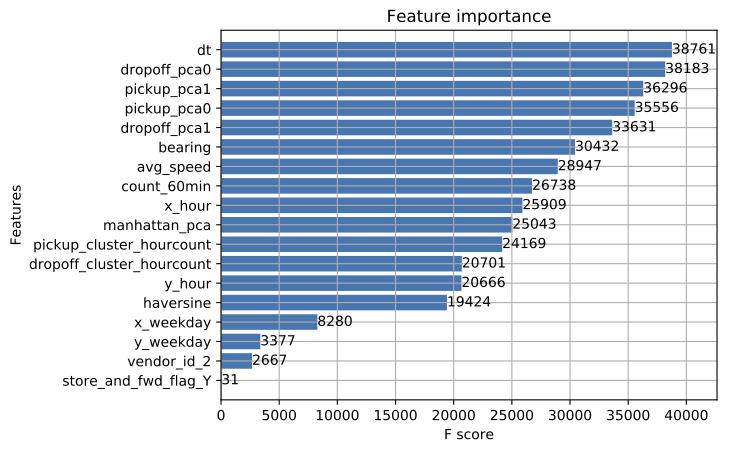 Feature importance
dt 38761
dropoff_pca0 38183
pickup_pca1 36296
pickup_pca0 35556
dropoff_pca1 33631
bearing 30432
avg_speed 28947
count_60min 26738
x_hour 25909
manhattan_pca 25043
pickup_cluster_hourcount 24169
dropoff_cluster_hourcount 20701
y_hour 20666
haversine 19424
x_weekday 8280
y_weekday 3377
vendor_id_2 2667
store_and_fwd_flag_Y 31
Features
0 5000 10000 15000 20000 25000 30000 35000 40000
F score